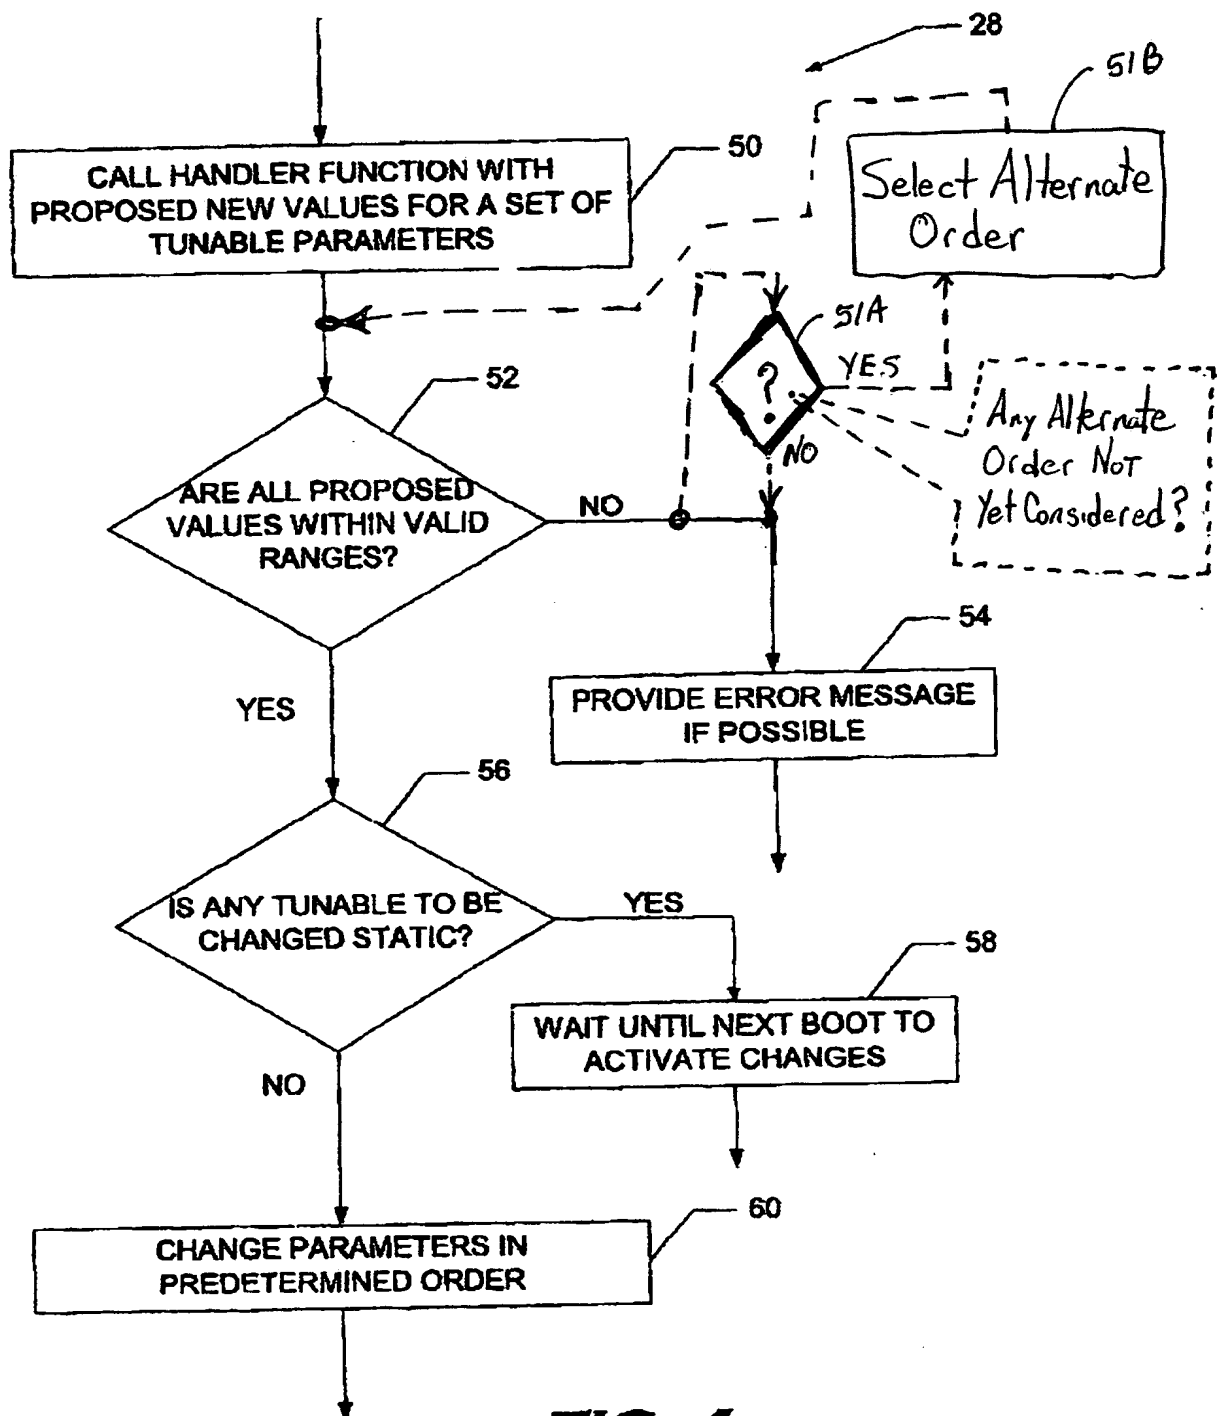 28
51B
CALL HANDLER FUNCTION WITH
PROPOSED NEW VALUES FOR A SET OF
TUNABLE PARAMETERS
50
Select Alternate
Order
51A
?
YES
NO
Any Alternate
Order Not
Yet Considered?
52
ARE ALL PROPOSED
VALUES WITHIN VALID
RANGES?
NO
54
PROVIDE ERROR MESSAGE
IF POSSIBLE
YES
56
IS ANY TUNABLE TO BE
CHANGED STATIC?
YES
58
WAIT UNTIL NEXT BOOT TO
ACTIVATE CHANGES
NO
60
CHANGE PARAMETERS IN
PREDETERMINED ORDER